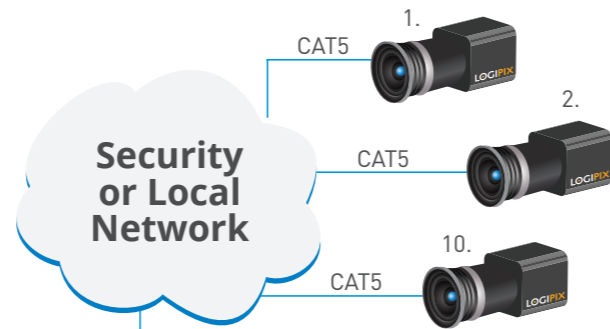 1.
CAT5
LOGIPIX
2.
Security
or Local
Network
CAT5
LOGIPIX
10.
CAT5
LOGIPIX